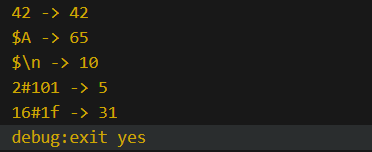 42 -> 42
$A -> 65
$\n -> 10
2#101 -> 5
16#1f -> 31
debug:exit yes